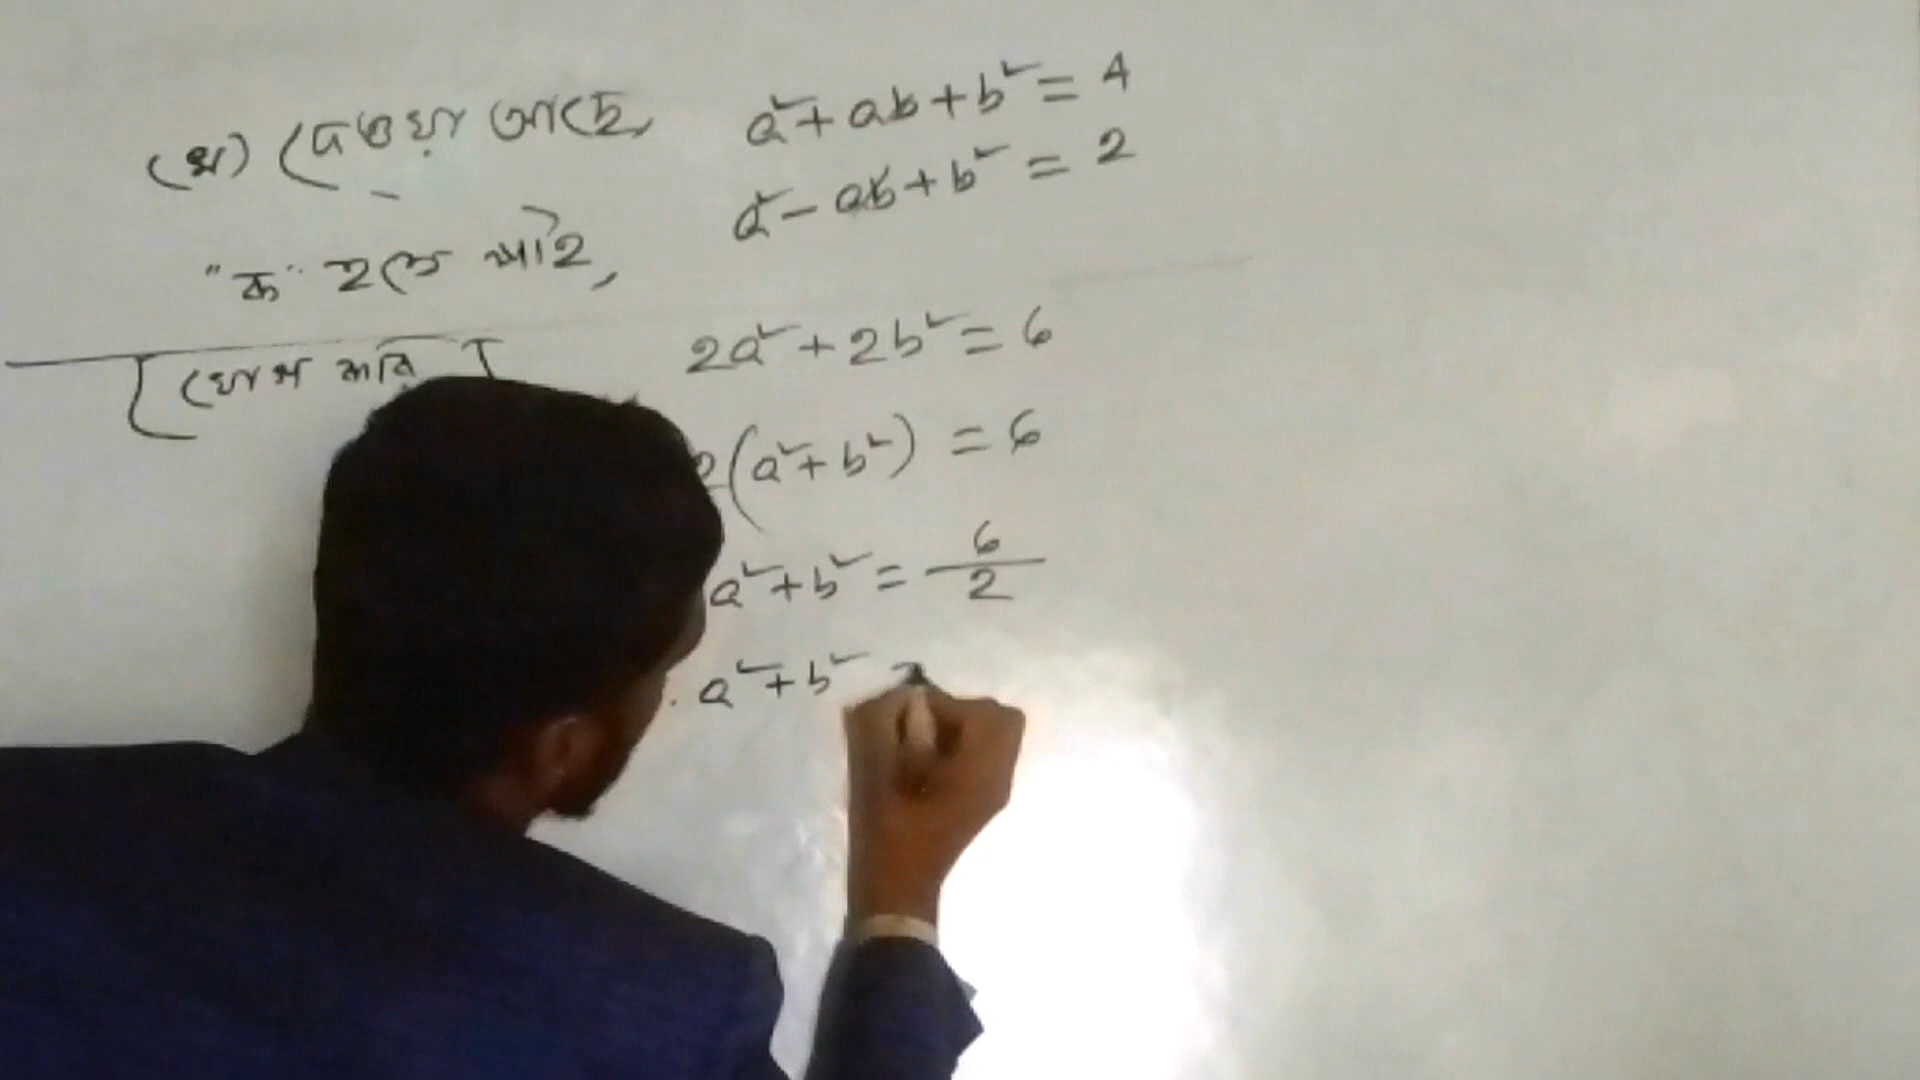 (খ) দেওয়া আছে, a²+ab+b²=4
"ক" হতে পাই, a²-ab+b²=2
[যোগ করি] 2a²+2b²=6
2(a²+b²)=6
a²+b²=6/2
a²+b²=